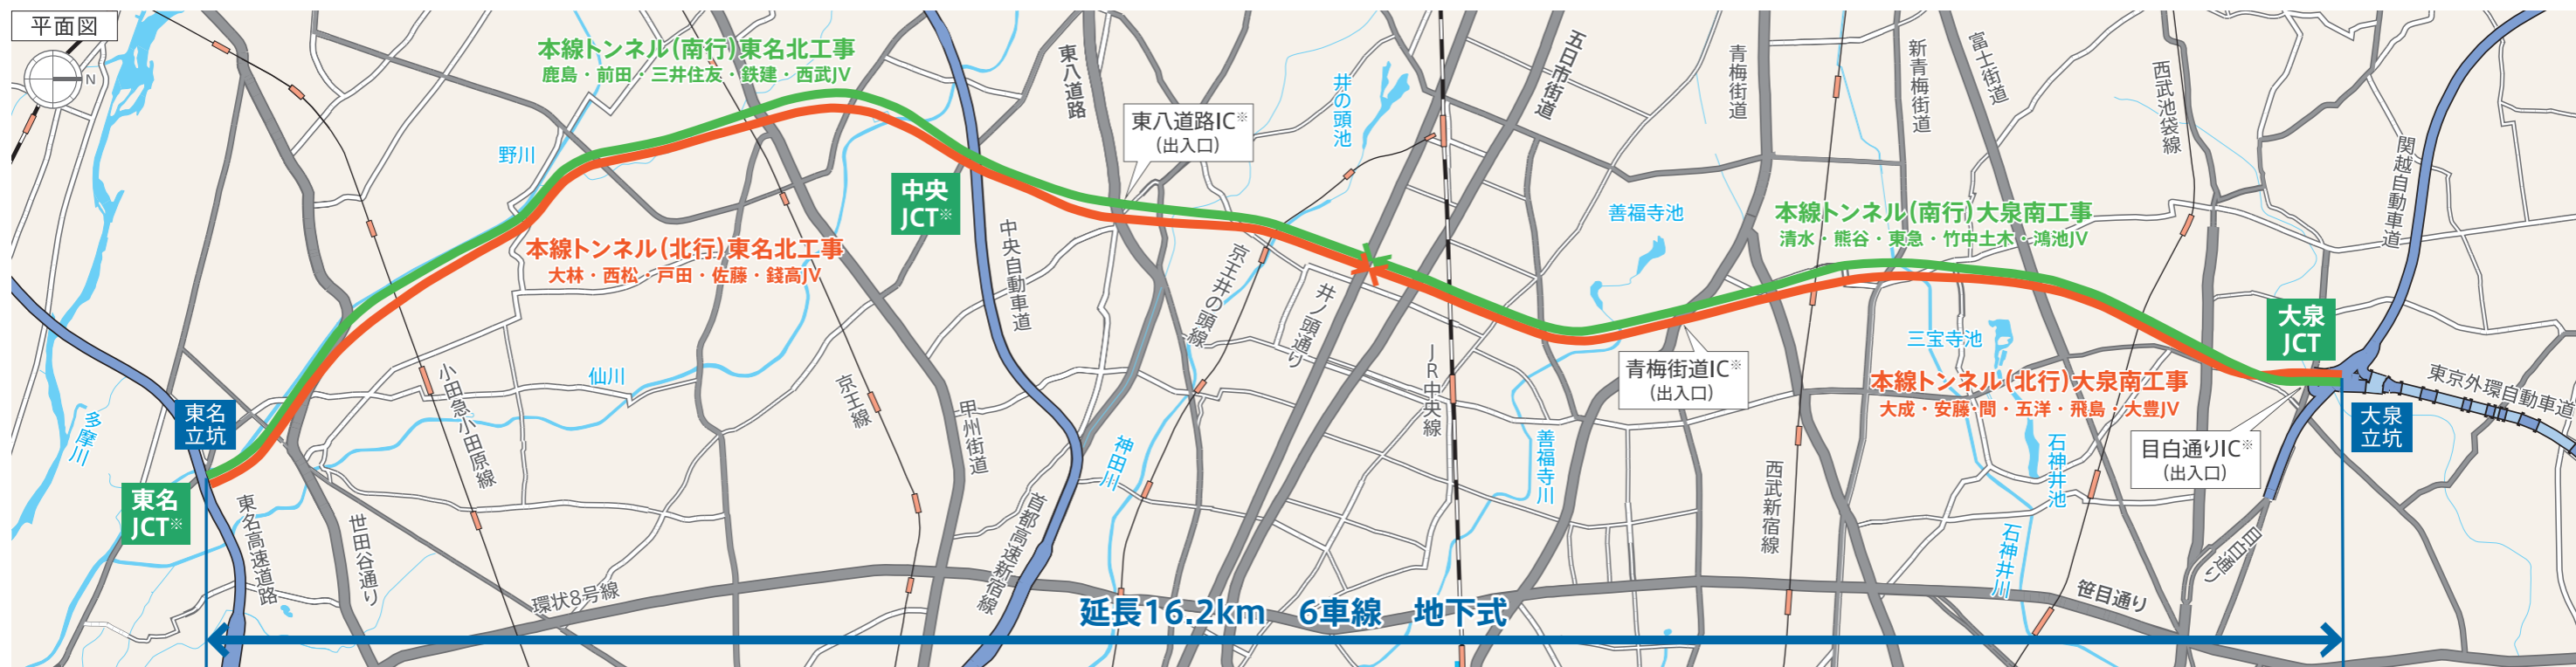 平面図
N
本線トンネル(南行)東名北工事
鹿島・前田・三井住友・鉄建・西武JV
東八道路
五日市街道
青梅街道
新青梅街道
富士街道
西武池袋線
関越自動車道
井の頭池
東八道路IC※
(出入口)
野川
中央
JCT※
本線トンネル(北行)東名北工事
大林・西松・戸田・佐藤・錢高JV
中央自動車道
京王井の頭線
井ノ頭通り
善福寺池
本線トンネル(南行)大泉南工事
清水・熊谷・東急・竹中土木・鴻池JV
大泉
JCT
三宝寺池
青梅街道IC※
(出入口)
本線トンネル(北行)大泉南工事
大成・安藤・間・五洋・飛島・大豊JV
東京外環自動車道
大泉
立坑
目白通りIC※
(出入口)
JR中央線
小田急小田原線
仙川
京王線
甲州街道
神田川
善福寺川
西武新宿線
石神井池
石神井川
目白通り
笹目通り
多摩川
東名
立坑
東名
JCT※
東名高速道路
世田谷通り
環状8号線
首都高速新宿線
延長16.2km 6車線 地下式